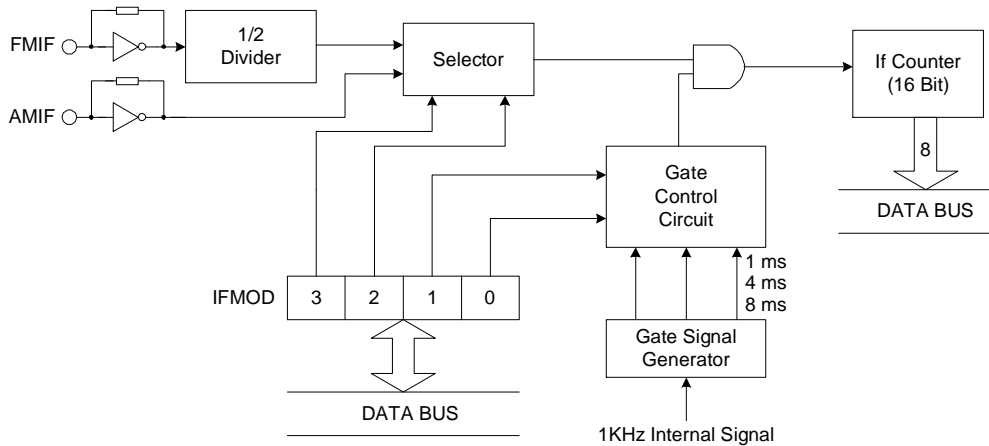 FMIF
1/2
Divider
Selector
If Counter
(16 Bit)
AMIF
8
Gate
Control
Circuit
DATA BUS
1 ms
4 ms
8 ms
IFMOD 3 2 1 0
Gate Signal
Generator
DATA BUS
1KHz Internal Signal